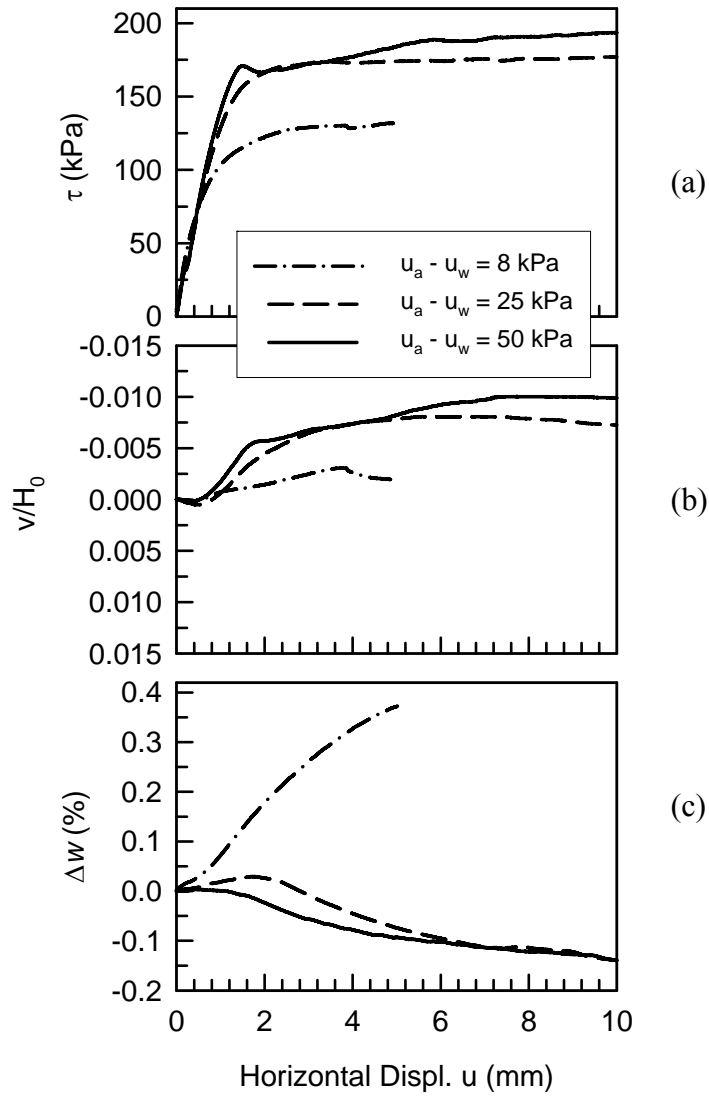 200
150
100
50
0
τ (kPa)
(a)
u_a - u_w = 8 kPa
u_a - u_w = 25 kPa
u_a - u_w = 50 kPa
-0.015
-0.010
-0.005
0.000
0.005
0.010
0.015
v/H_0
(b)
0.4
0.3
0.2
0.1
0.0
-0.1
-0.2
Δw (%)
(c)
0 2 4 6 8 10
Horizontal Displ. u (mm)